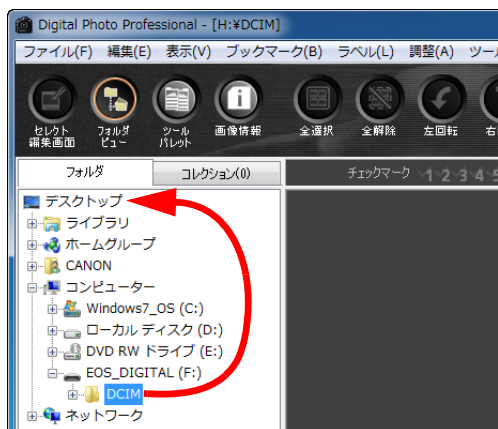 Digital Photo Professional - [H:¥DCIM]
ファイル(F) 編集(E) 表示(V) ブックマーク(B) ラベル(L) 調整(A) ツール
セレクト編集画面 フォルダビュー ツールパレット 画像情報 全選択 全解除 左回転 右
フォルダ コレクション(0) チェックマーク 1 2 3 4 5
デスクトップ
ライブラリ
ホームグループ
CANON
コンピューター
Windows7_OS (C:)
ローカル ディスク (D:)
DVD RW ドライブ (E:)
EOS_DIGITAL (F:)
DCIM
ネットワーク